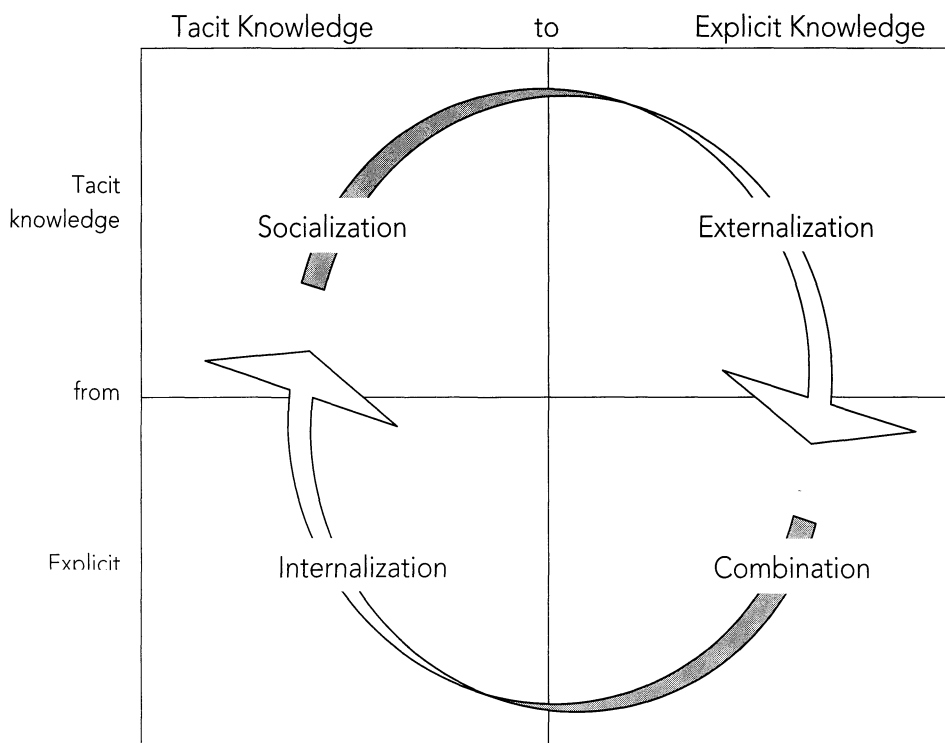 Tacit Knowledge to Explicit Knowledge
Tacit
knowledge
Socialization Externalization
from
Explicit
Internalization Combination